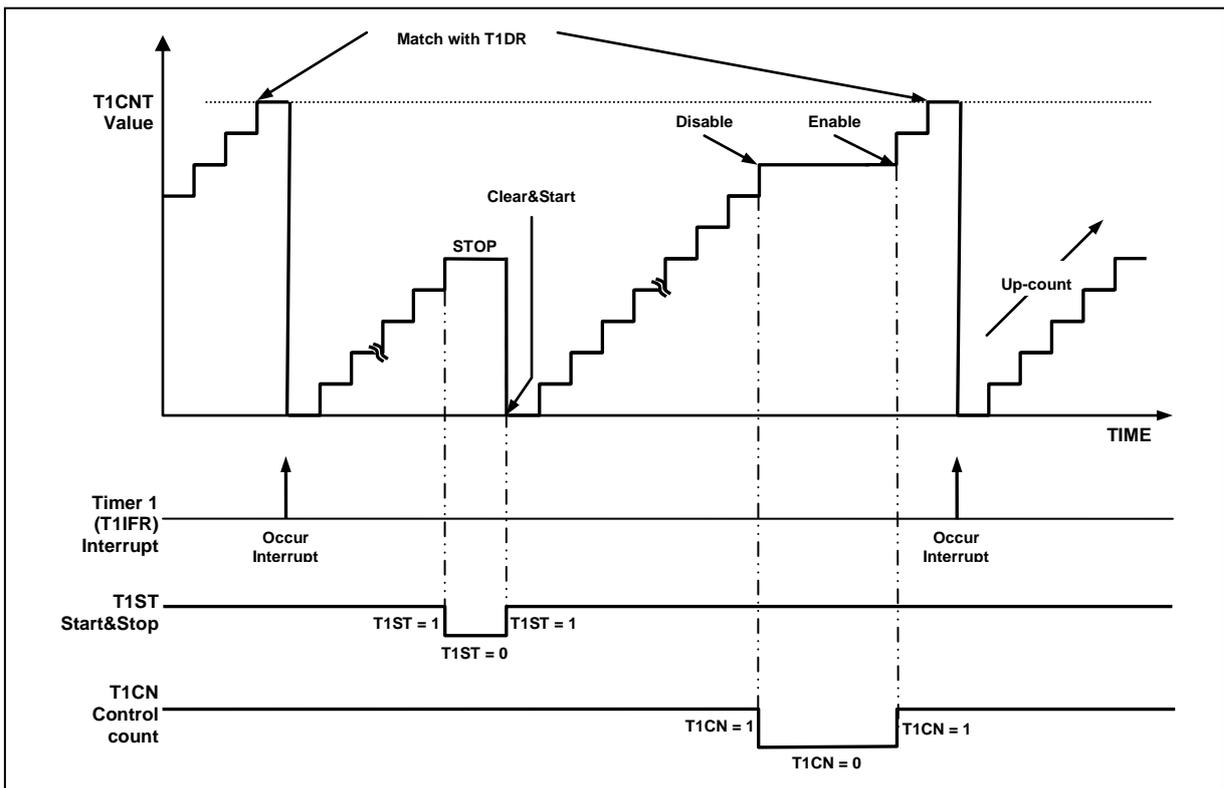 Match with T1DR
T1CNT
Value
Disable
Enable
Clear&Start
STOP
Up-count
TIME
Timer 1
(T1IFR)
Interrupt
Occur
Interrupt
Occur
Interrupt
T1ST
Start&Stop
T1ST = 1
T1ST = 1
T1ST = 0
T1CN
Control
count
T1CN = 1
T1CN = 1
T1CN = 0